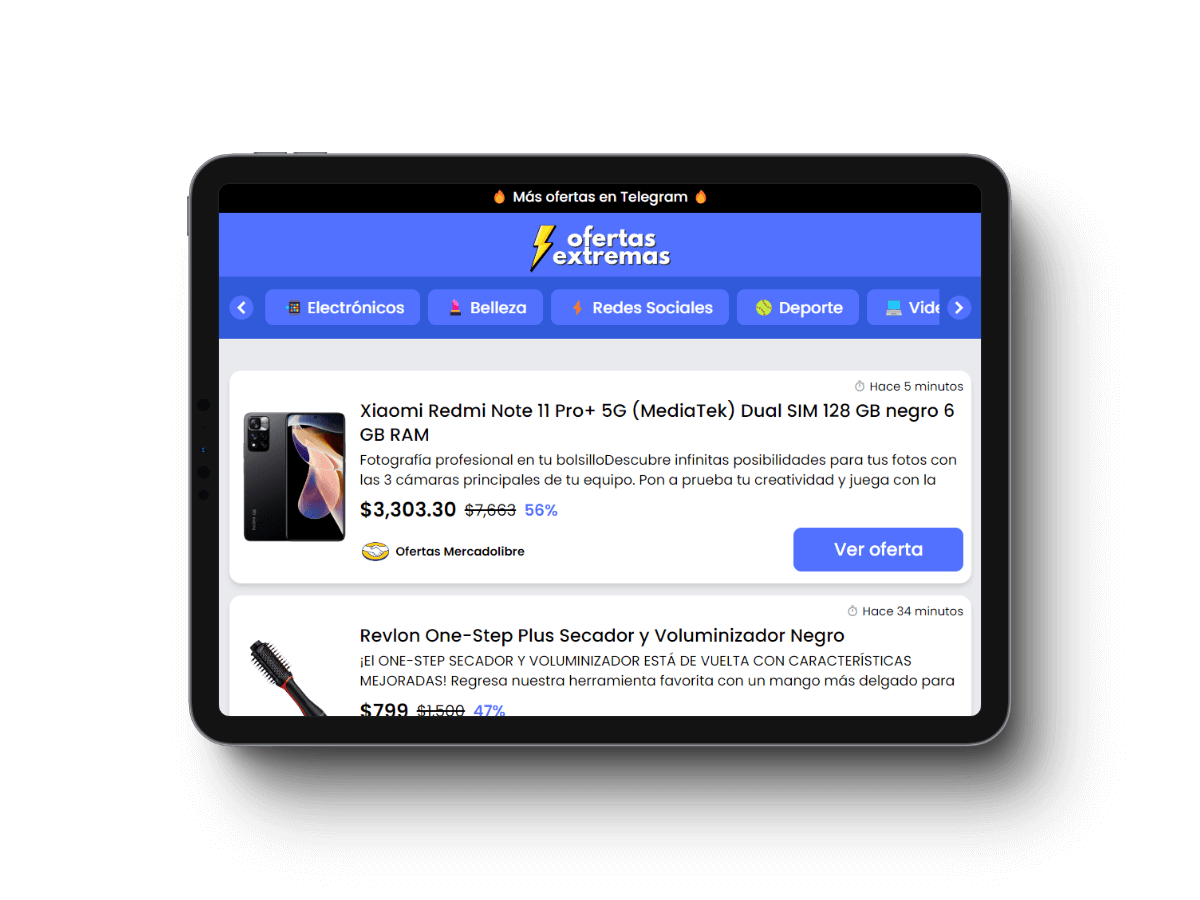 🔥 Más ofertas en Telegram 🔥
ofertas
extremas
Electrónicos Belleza Redes Sociales Deporte Vide
Hace 5 minutos
Xiaomi Redmi Note 11 Pro+ 5G (MediaTek) Dual SIM 128 GB negro 6
GB RAM
Fotografía profesional en tu bolsilloDescubre infinitas posibilidades para tus fotos con
las 3 cámaras principales de tu equipo. Pon a prueba tu creatividad y juega con la
$3,303.30 $7,663 56%
Ofertas Mercadolibre
Ver oferta
Hace 34 minutos
Revlon One-Step Plus Secador y Voluminizador Negro
¡El ONE-STEP SECADOR Y VOLUMINIZADOR ESTÁ DE VUELTA CON CARACTERÍSTICAS
MEJORADAS! Regresa nuestra herramienta favorita con un mango más delgado para
$799 $1,500 47%